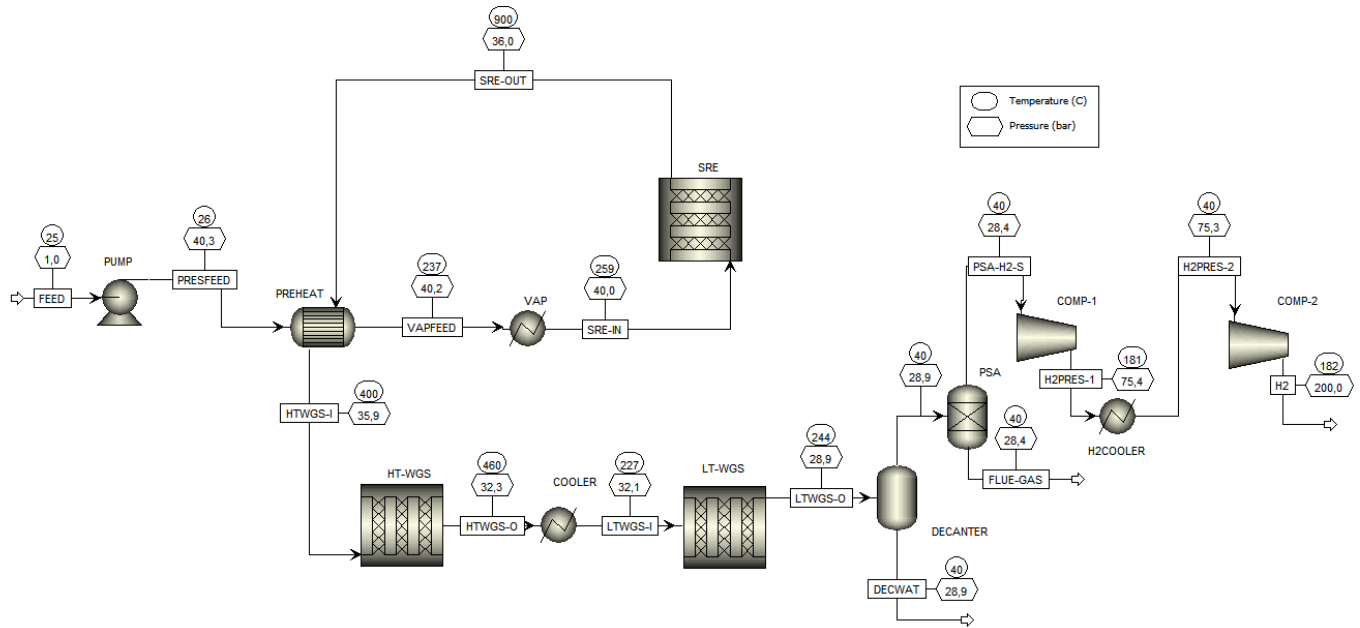 900
36,0
SRE-OUT
Temperature (C)
Pressure (bar)
SRE
25
1,0
FEED
PUMP
26
40,3
PRESFEED
PREHEAT
237
40,2
VAPFEED
VAP
259
40,0
SRE-IN
40
28,4
PSA-H2-S
COMP-1
40
75,3
H2PRES-2
COMP-2
181
75,4
H2PRES-1
H2COOLER
182
200,0
H2
40
28,9
PSA
40
28,4
FLUE-GAS
400
35,9
HTWGS-I
HT-WGS
460
32,3
HTWGS-O
COOLER
227
32,1
LTWGS-I
LT-WGS
244
28,9
LTWGS-O
DECANTER
40
28,9
DECWAT